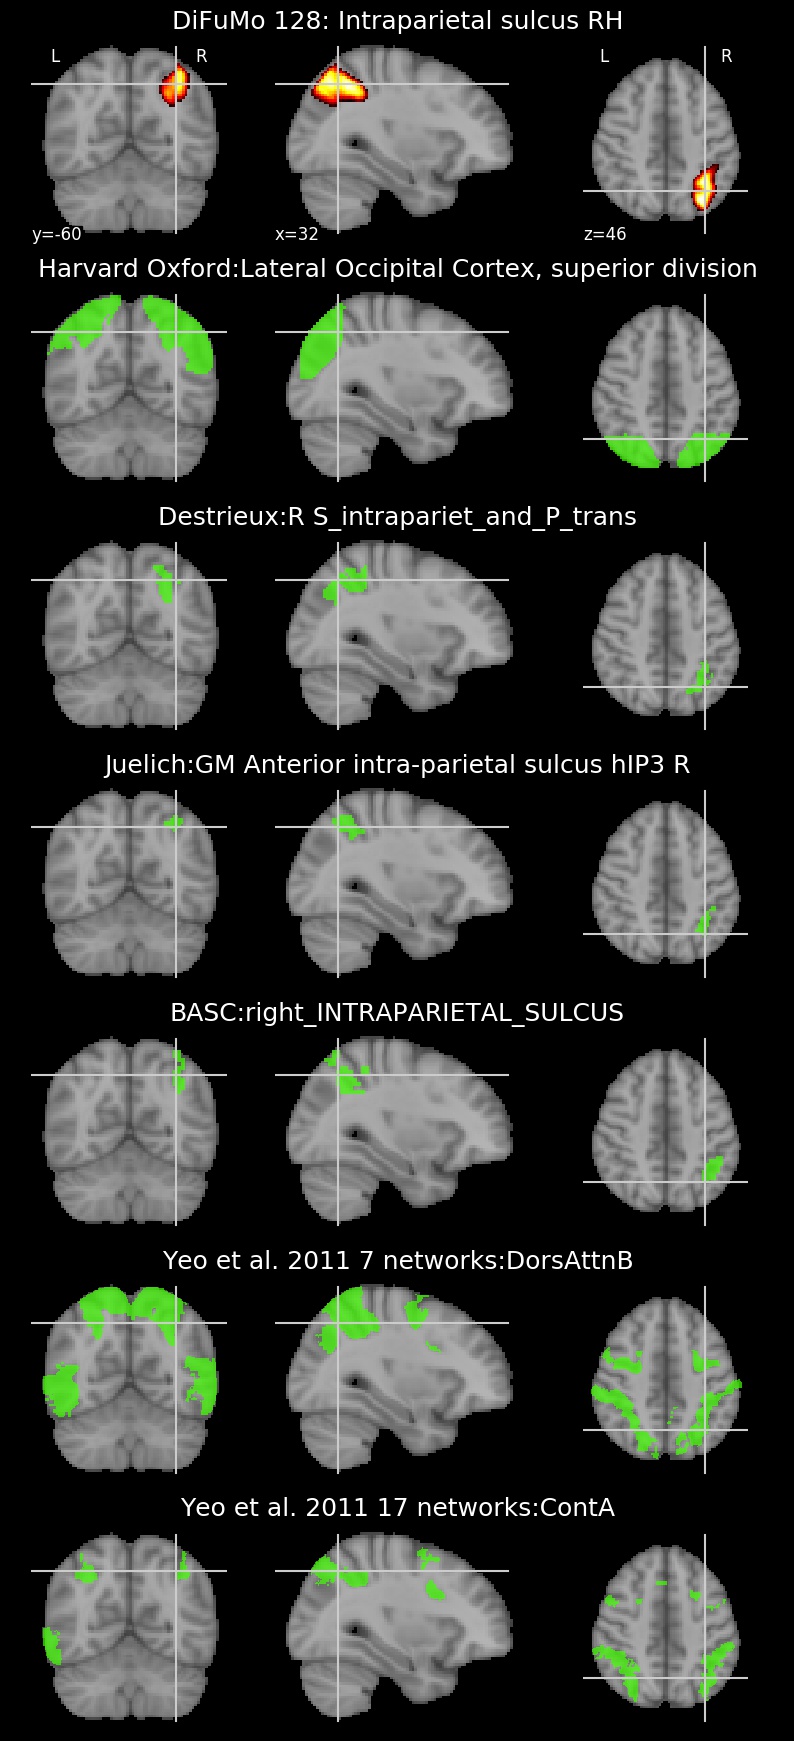 DiFuMo 128: Intraparietal sulcus RH
L R L R
y=-60 x=32 z=46
Harvard Oxford:Lateral Occipital Cortex, superior division
Destrieux:R S_intrapariet_and_P_trans
Juelich:GM Anterior intra-parietal sulcus hIP3 R
BASC:right_INTRAPARIETAL_SULCUS
Yeo et al. 2011 7 networks:DorsAttnB
Yeo et al. 2011 17 networks:ContA